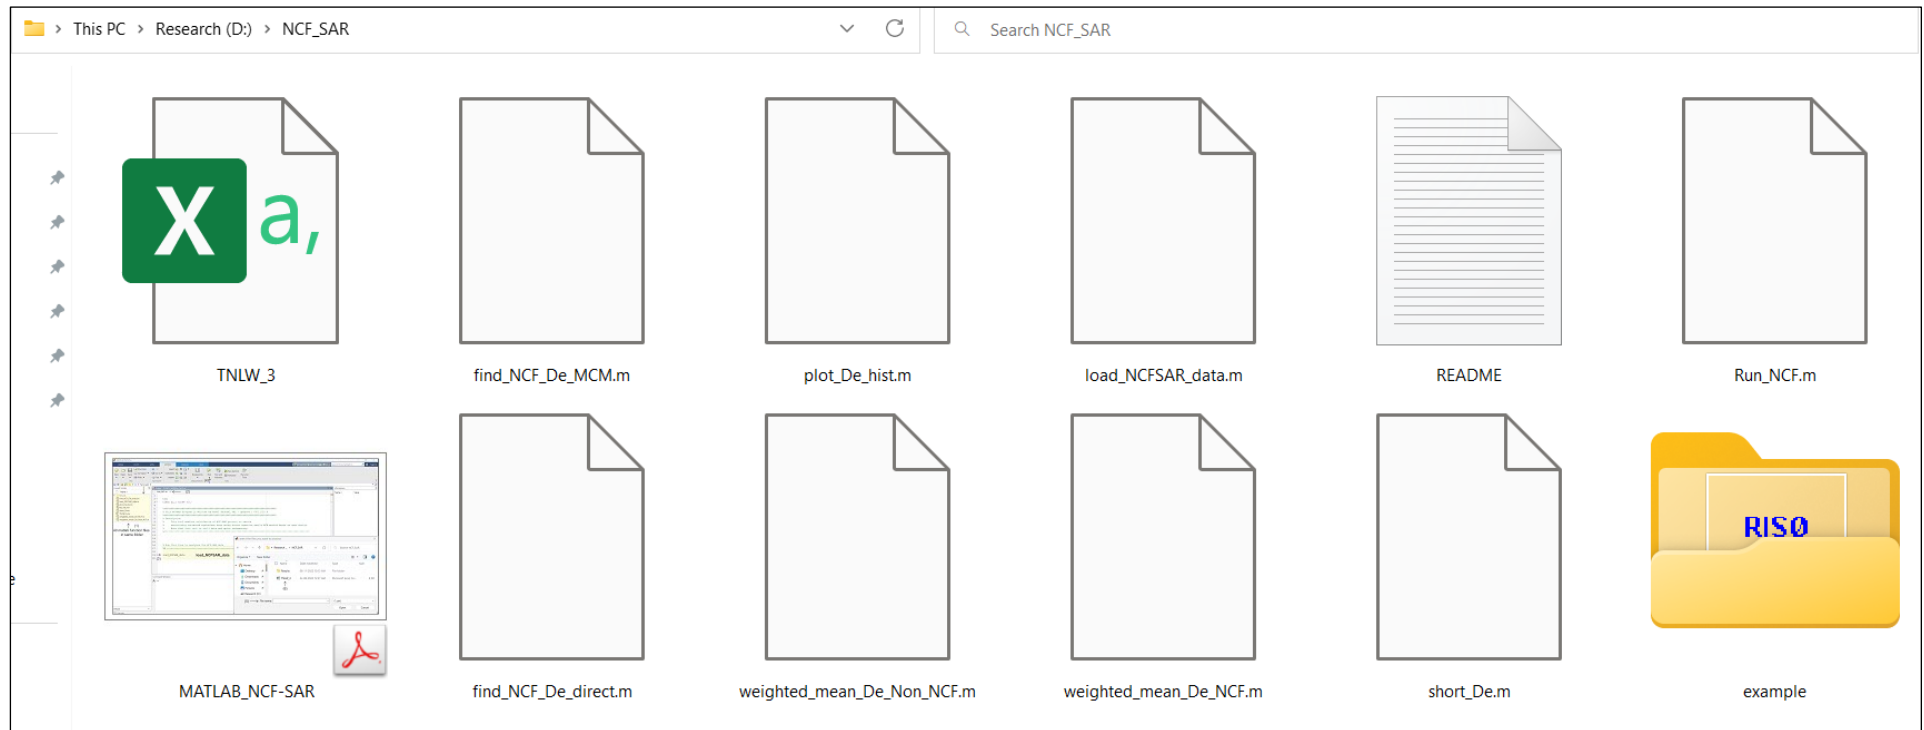 This PC > Research (D:) > NCF_SAR
Search NCF_SAR
X a,
TNLW_3
find_NCF_De_MCM.m
plot_De_hist.m
load_NCFSAR_data.m
README
Run_NCF.m
RISØ
MATLAB_NCF-SAR
find_NCF_De_direct.m
weighted_mean_De_Non_NCF.m
weighted_mean_De_NCF.m
short_De.m
example